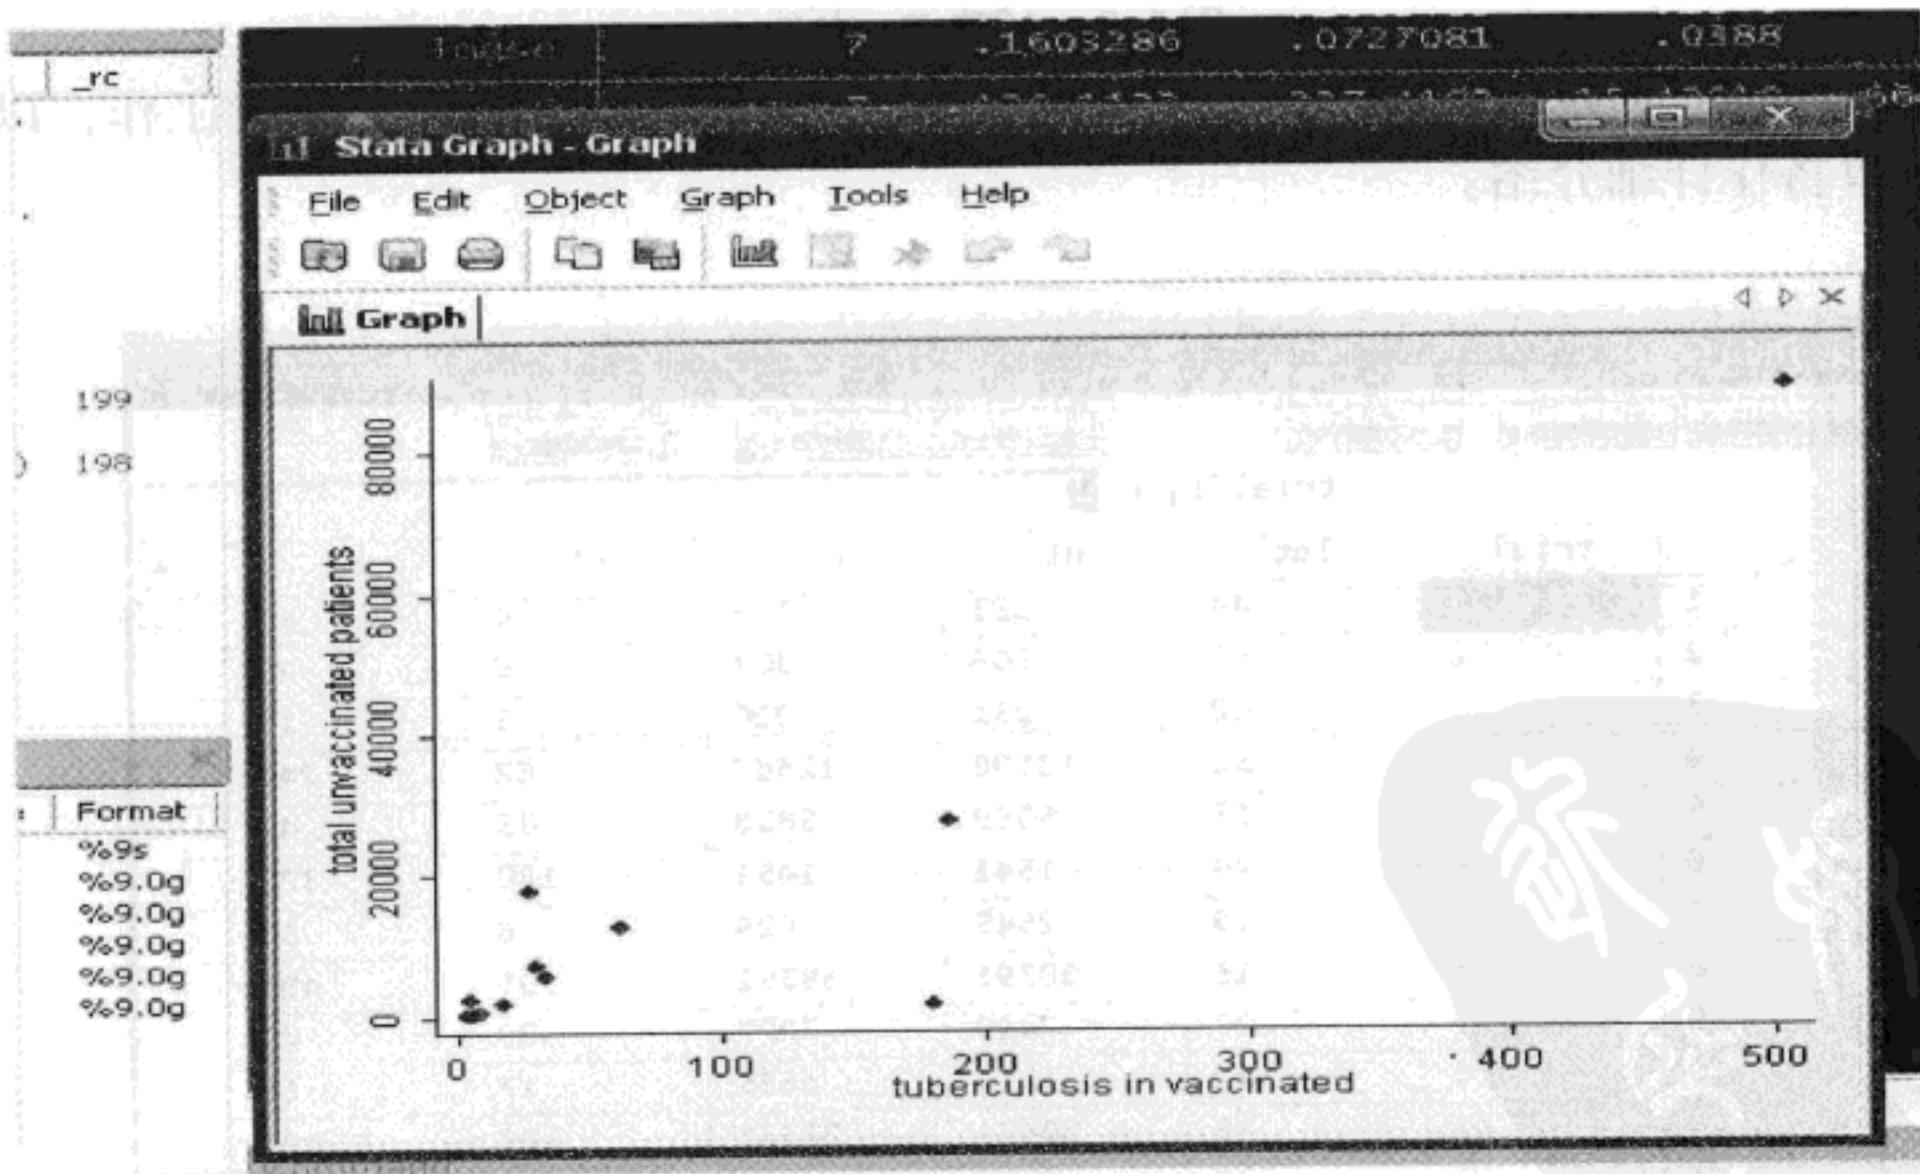 _rc
199
198
Format
%9s
%9.0g
%9.0g
%9.0g
%9.0g
%9.0g
7 .1603286 .0727081 .0388
Stata Graph - Graph
File Edit Object Graph Tools Help
Graph
total unvaccinated patients
80000
60000
40000
20000
0
0 100 200 300 400 500
tuberculosis in vaccinated